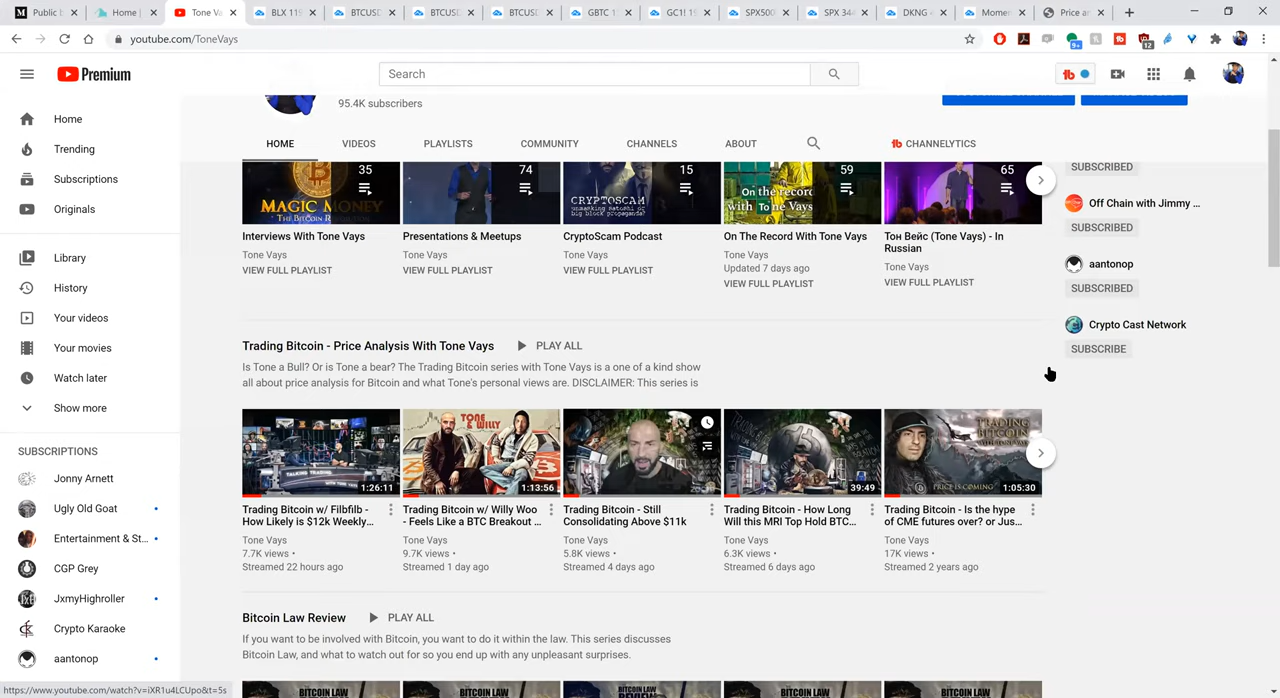 Public b
Home |
Tone Va
BLX 119
BTCUSD
BTCUSD
BTCUSD
GBTC 1
GC1! 19
SPX500
SPX 344
DKNG 4
Momen
Price an
youtube.com/ToneVays
9+
12
Premium
Search
95.4K subscribers
HOME
VIDEOS
PLAYLISTS
COMMUNITY
CHANNELS
ABOUT
CHANNELYTICS
Home
Trending
Subscriptions
Originals
Library
History
Your videos
Your movies
Watch later
Show more
SUBSCRIPTIONS
Jonny Arnett
Ugly Old Goat
Entertainment & St...
CGP Grey
JxmyHighroller
Crypto Karaoke
aantonop
35
MAGIC MONEY
THE BITCOIN REVOLUTION
74
15
CRYPTOSCAM
59
On the record
with Tone Vays
65
Interviews With Tone Vays
Tone Vays
VIEW FULL PLAYLIST
Presentations & Meetups
Tone Vays
VIEW FULL PLAYLIST
CryptoScam Podcast
Tone Vays
VIEW FULL PLAYLIST
On The Record With Tone Vays
Tone Vays
Updated 7 days ago
VIEW FULL PLAYLIST
Тон Вейс (Tone Vays) - In
Russian
Tone Vays
VIEW FULL PLAYLIST
SUBSCRIBED
Off Chain with Jimmy ...
SUBSCRIBED
aantonop
SUBSCRIBED
Crypto Cast Network
SUBSCRIBE
Trading Bitcoin - Price Analysis With Tone Vays
PLAY ALL
Is Tone a Bull? Or is Tone a bear? The Trading Bitcoin series with Tone Vays is a one of a kind show
all about price analysis for Bitcoin and what Tone's personal views are. DISCLAIMER: This series is
1:26:11
TONE
& WILLY
1:13:56
39:49
TRADING
BITCOIN
PRICE IS COMING
1:05:30
Trading Bitcoin w/ Filbfilb -
How Likely is $12k Weekly...
Tone Vays
7.7K views •
Streamed 22 hours ago
Trading Bitcoin w/ Willy Woo
- Feels Like a BTC Breakout ...
Tone Vays
9.7K views •
Streamed 1 day ago
Trading Bitcoin - Still
Consolidating Above $11k
Tone Vays
5.8K views •
Streamed 4 days ago
Trading Bitcoin - How Long
Will this MRI Top Hold BTC...
Tone Vays
6.3K views •
Streamed 6 days ago
Trading Bitcoin - Is the hype
of CME futures over? or Jus...
Tone Vays
17K views •
Streamed 2 years ago
Bitcoin Law Review
PLAY ALL
If you want to be involved with Bitcoin, you want to do it within the law. This series discusses
Bitcoin Law, and what to watch out for so you end up with any unpleasant surprises.
BITCOIN LAW
BITCOIN LAW
BITCOIN LAW
BITCOIN LAW
https://www.youtube.com/watch?v=iXR1u4LCUpo&t=5s